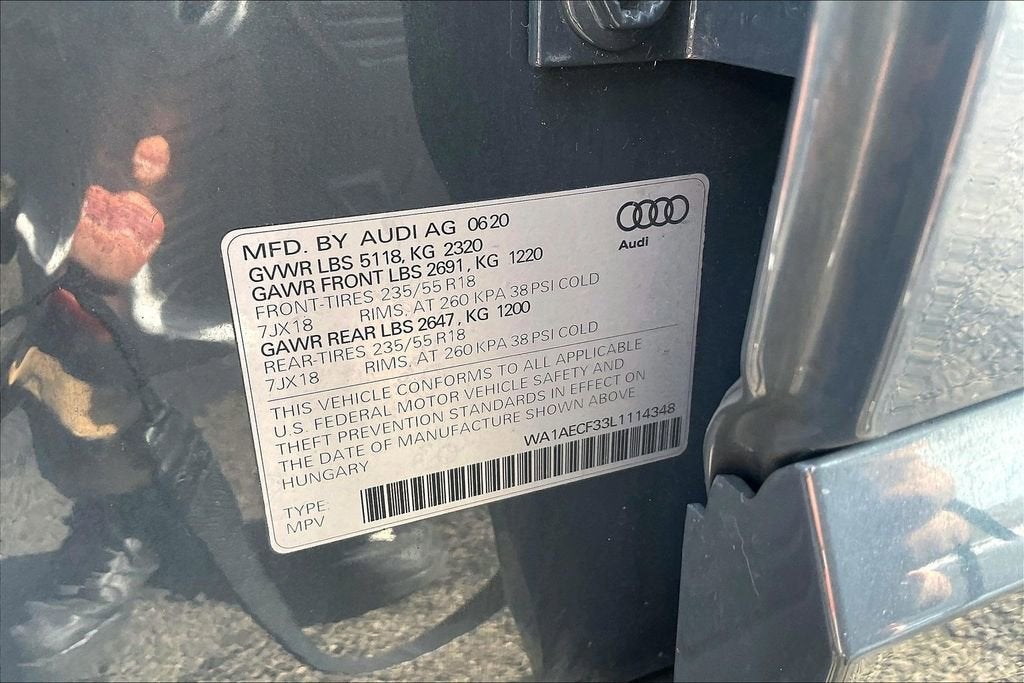 MFD. BY AUDI AG 0620
GVWR LBS 5118, KG 2320
GAWR FRONT LBS 2691, KG 1220
FRONT-TIRES 235/55 R18
7JX18 RIMS. AT 260 KPA 38 PSI COLD
GAWR REAR LBS 2647, KG 1200
REAR-TIRES 235/55 R18
7JX18 RIMS. AT 260 KPA 38 PSI COLD
Audi
THIS VEHICLE CONFORMS TO ALL APPLICABLE
U.S. FEDERAL MOTOR VEHICLE SAFETY AND
THEFT PREVENTION STANDARDS IN EFFECT ON
THE DATE OF MANUFACTURE SHOWN ABOVE
HUNGARY
WA1AECF33L1114348
TYPE:
MPV